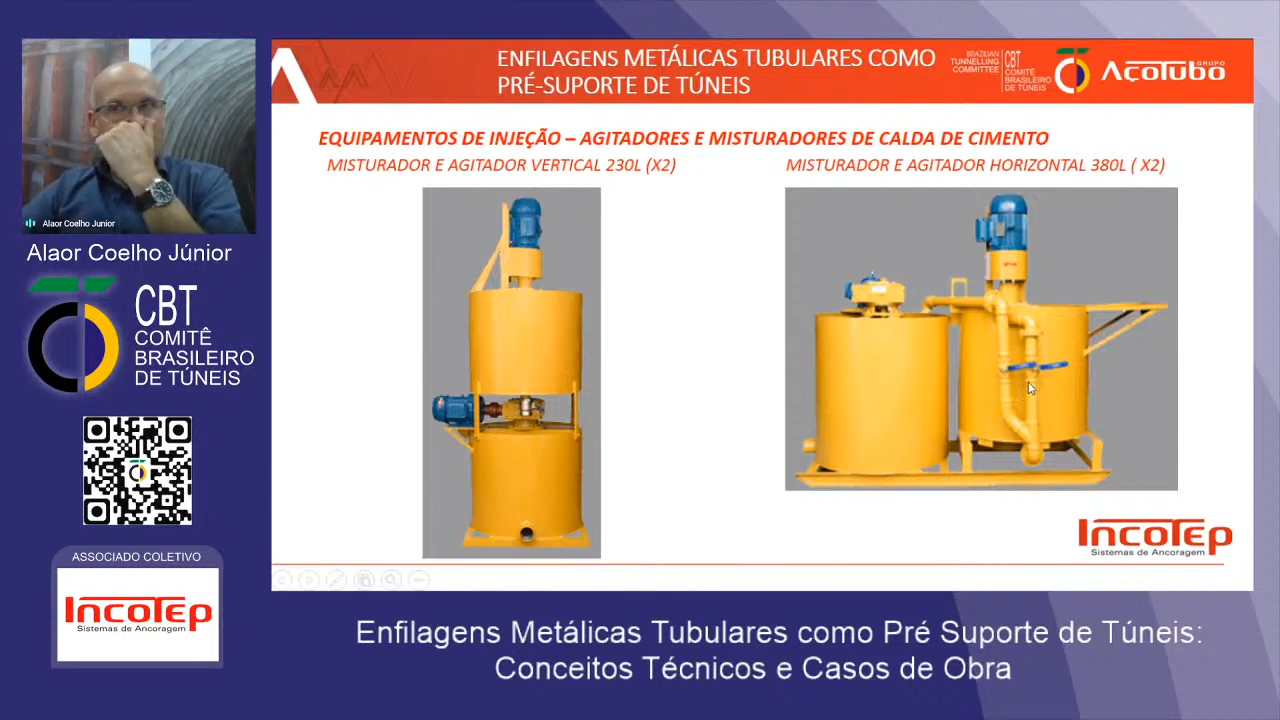 ENFILAGENS METÁLICAS TUBULARES COMO
PRÉ-SUPORTE DE TÚNEIS
BRAZILIAN
TUNNELLING
COMMITTEE
CBT
COMITÊ
BRASILEIRO
DE TÚNEIS
GRUPO
AÇOTUBO
EQUIPAMENTOS DE INJEÇÃO – AGITADORES E MISTURADORES DE CALDA DE CIMENTO
MISTURADOR E AGITADOR VERTICAL 230L (X2)
MISTURADOR E AGITADOR HORIZONTAL 380L ( X2)
Alaor Coelho Junior
Alaor Coelho Júnior
CBT
COMITÊ
BRASILEIRO
DE TÚNEIS
ASSOCIADO COLETIVO
INCOTEP
Sistemas de Ancoragem
INCOTEP
Sistemas de Ancoragem
Enfilagens Metálicas Tubulares como Pré Suporte de Túneis:
Conceitos Técnicos e Casos de Obra